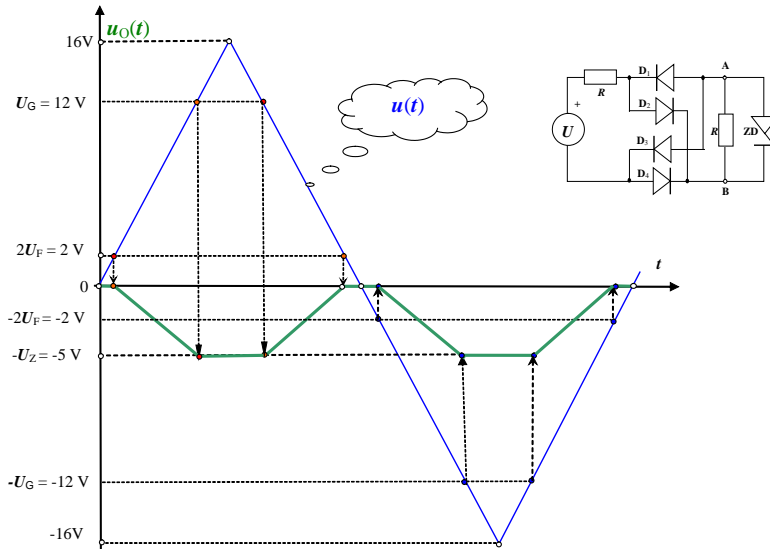 u_O(t)
16V
U_G = 12 V
u(t)
2U_F = 2 V
0
t
-2U_F = -2 V
-U_Z = -5 V
-U_G = -12 V
-16V
R
D₁
A
D₂
+
U
R
ZD
D₃
D₄
B